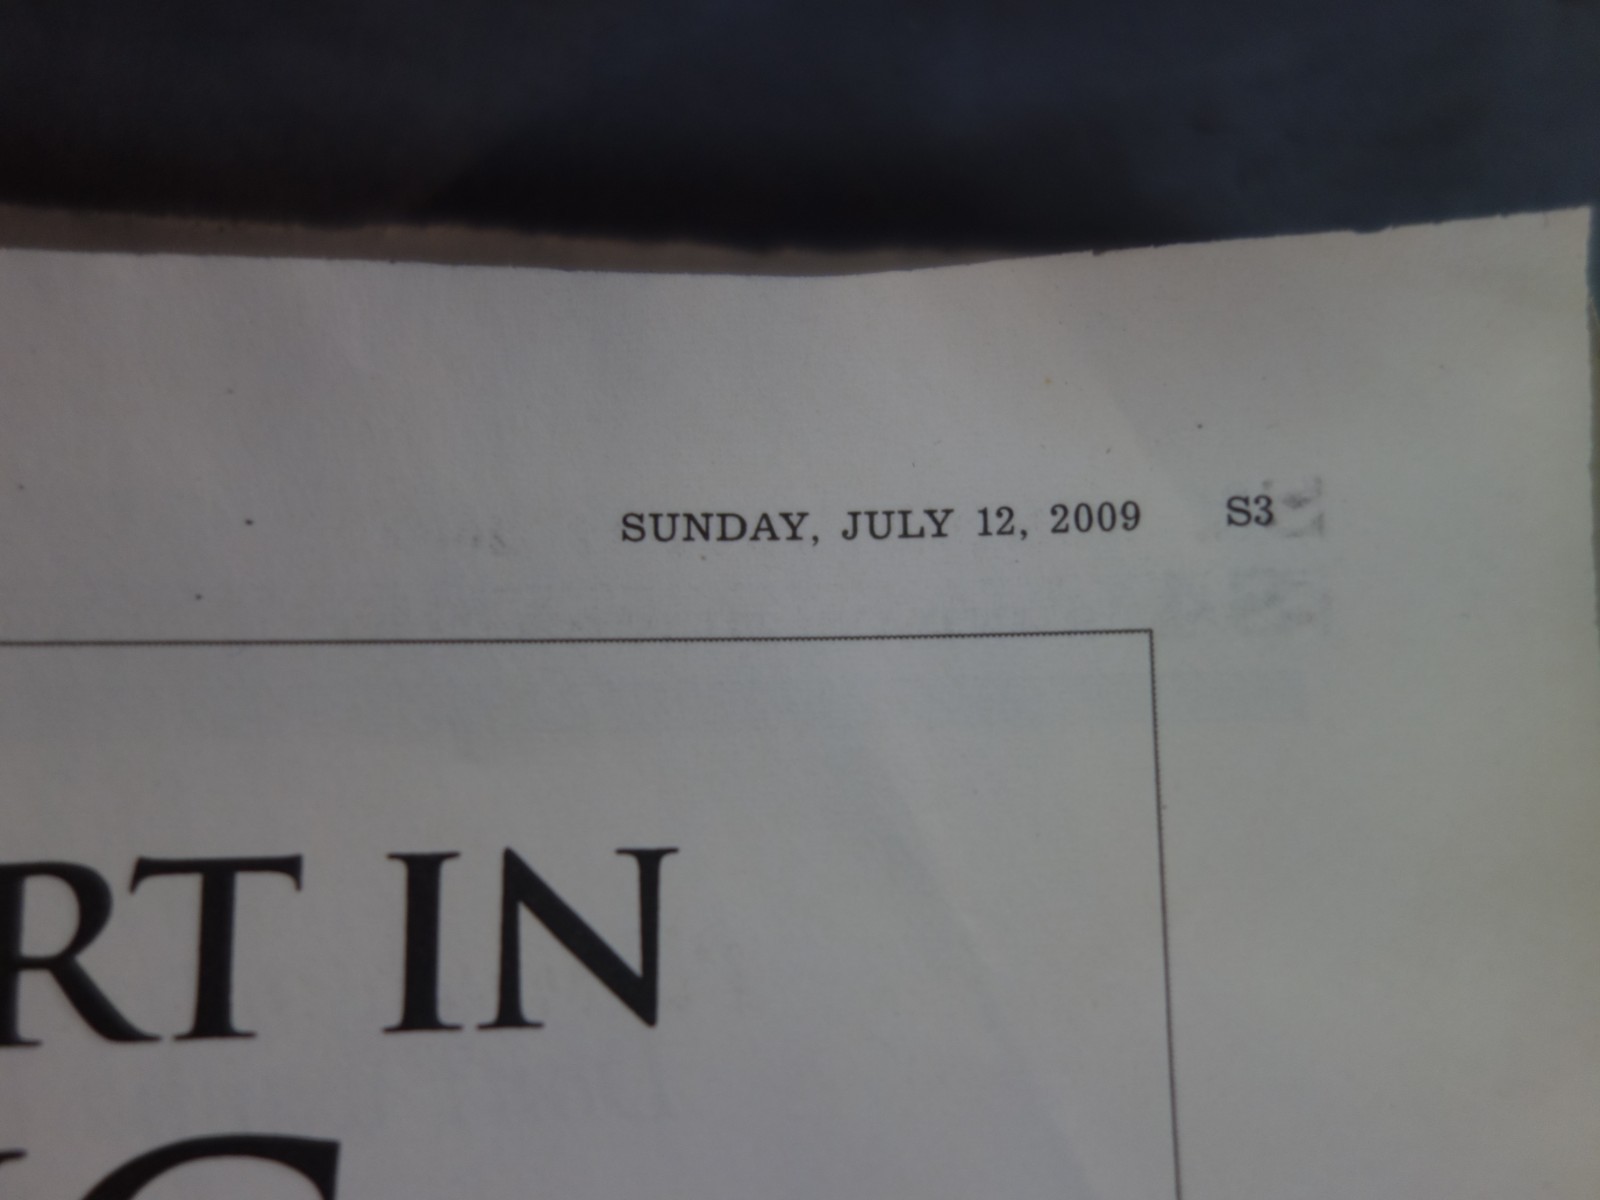 SUNDAY, JULY 12, 2009 S3
RT IN
G